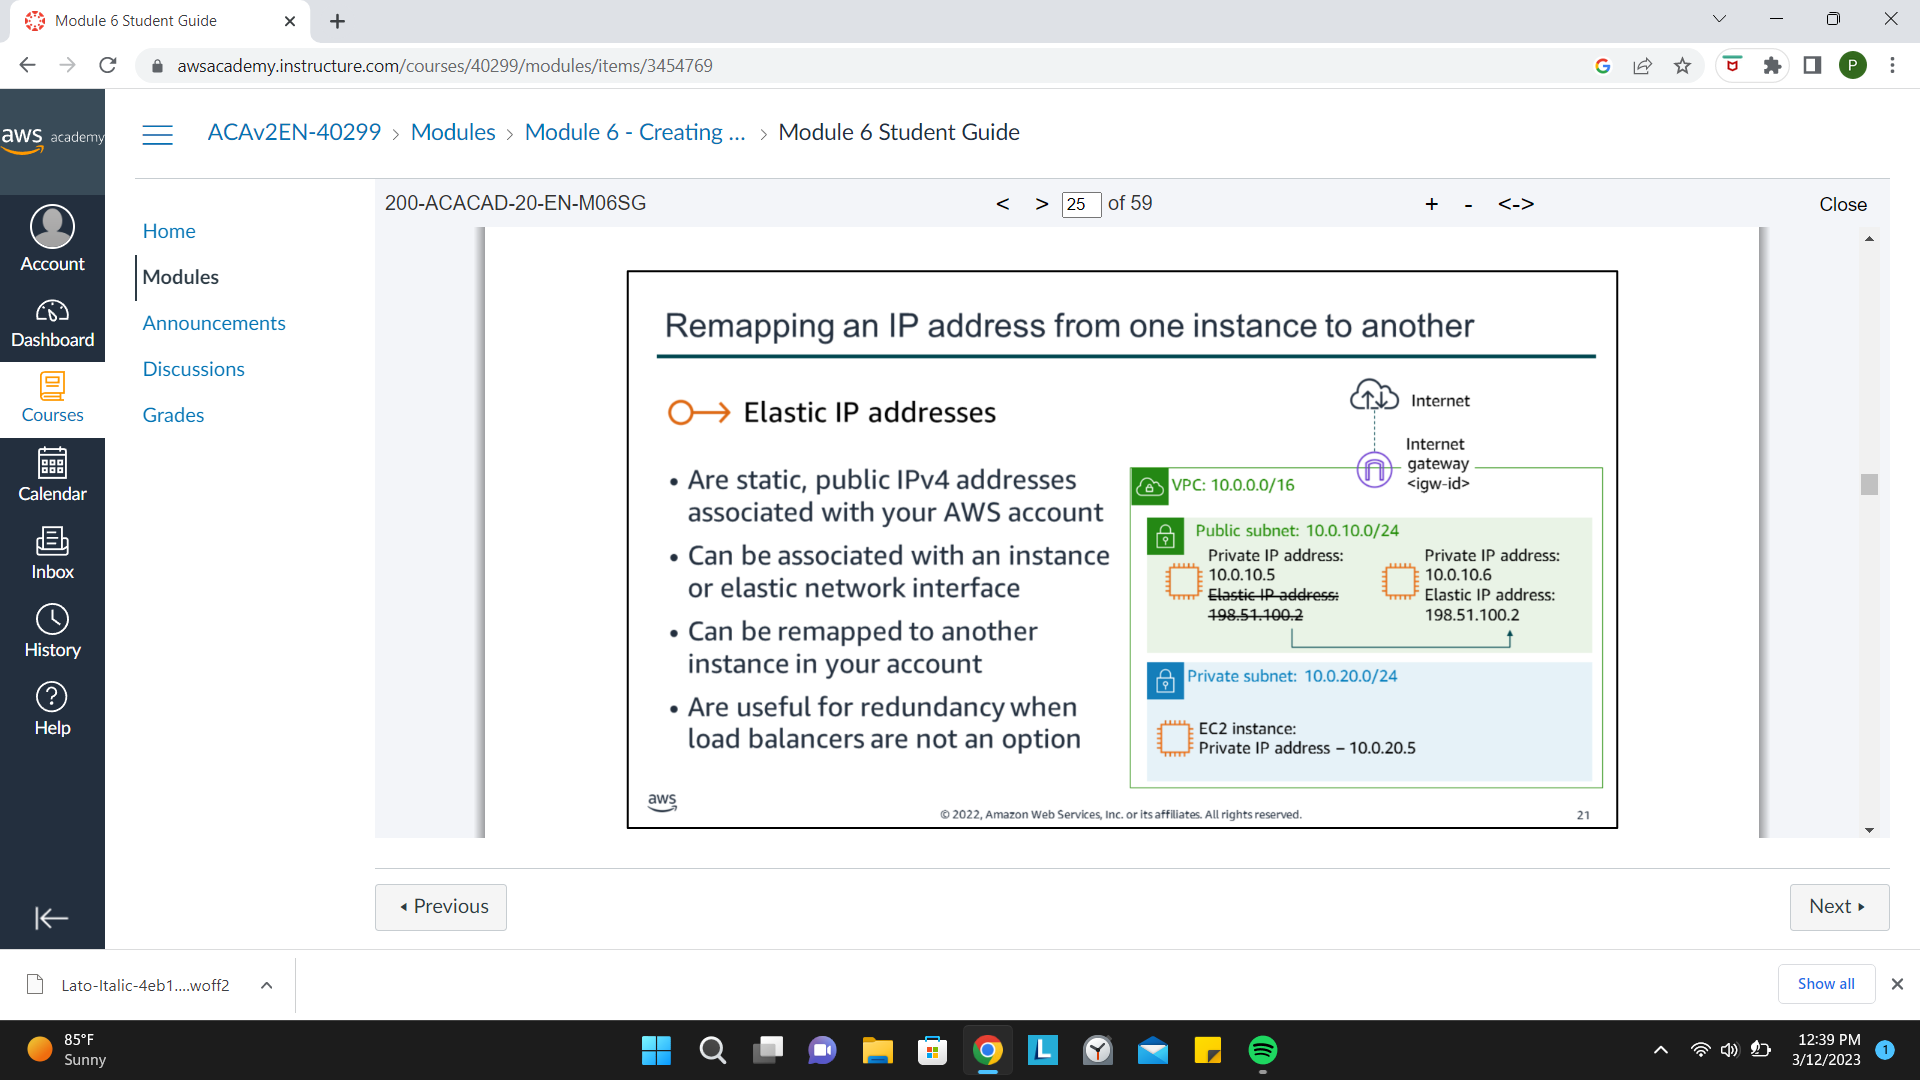 Module 6 Student Guide
awsacademy.instructure.com/courses/40299/modules/items/3454769
P
aws academy
ACAv2EN-40299 > Modules > Module 6 - Creating ... > Module 6 Student Guide
Account
Dashboard
Courses
Calendar
Inbox
History
Help
Home
Modules
Announcements
Discussions
Grades
200-ACACAD-20-EN-M06SG
< > 25 of 59
+ - <->
Close
Remapping an IP address from one instance to another
Elastic IP addresses
• Are static, public IPv4 addresses
associated with your AWS account
• Can be associated with an instance
or elastic network interface
• Can be remapped to another
instance in your account
• Are useful for redundancy when
load balancers are not an option
Internet
Internet
gateway
<igw-id>
VPC: 10.0.0.0/16
Public subnet: 10.0.10.0/24
Private IP address:
10.0.10.5
Elastic IP address:
198.51.100.2
Private IP address:
10.0.10.6
Elastic IP address:
198.51.100.2
Private subnet: 10.0.20.0/24
EC2 instance:
Private IP address – 10.0.20.5
aws
© 2022, Amazon Web Services, Inc. or its affiliates. All rights reserved.
21
Previous
Next
Lato-Italic-4eb1....woff2
Show all
85°F
Sunny
12:39 PM
3/12/2023
1